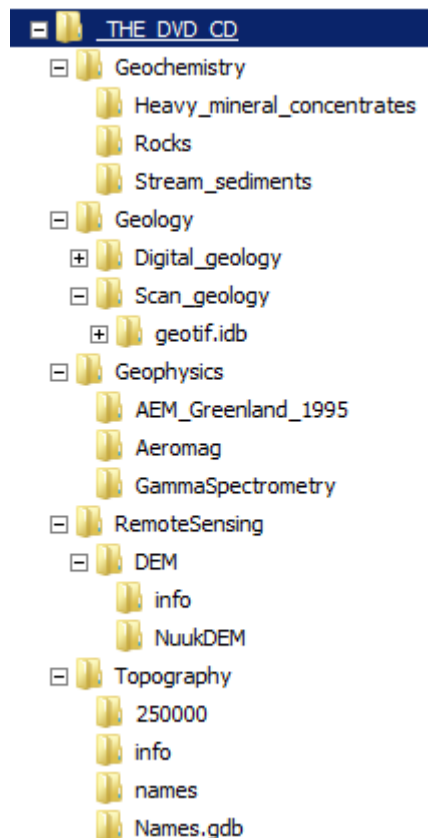 _THE_DVD_CD
Geochemistry
Heavy_mineral_concentrates
Rocks
Stream_sediments
Geology
Digital_geology
Scan_geology
geotif.idb
Geophysics
AEM_Greenland_1995
Aeromag
GammaSpectrometry
RemoteSensing
DEM
info
NuukDEM
Topography
250000
info
names
Names.gdb